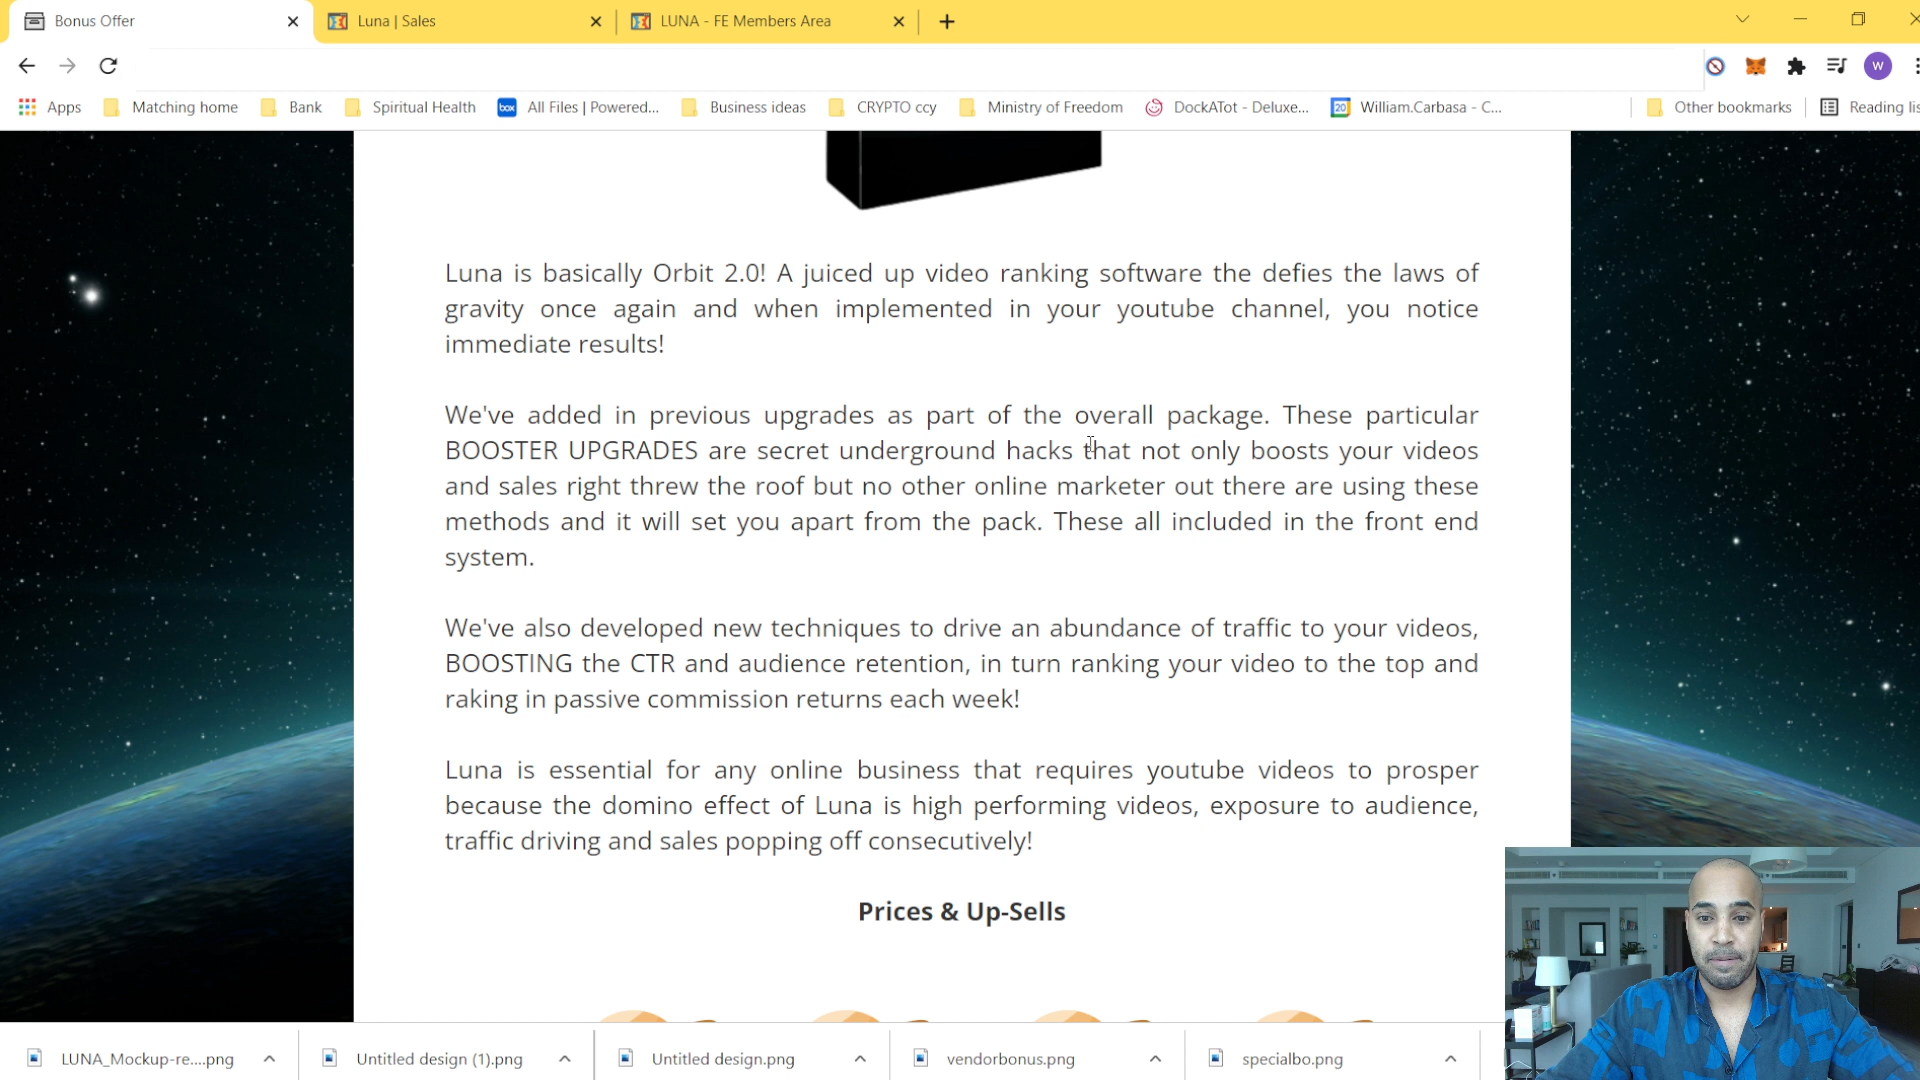 Bonus Offer
Luna | Sales
LUNA - FE Members Area
W
Apps
Matching home
Bank
Spiritual Health
box
All Files | Powered...
Business ideas
CRYPTO ccy
Ministry of Freedom
DockATot - Deluxe...
20
William.Carbasa - C...
Other bookmarks
Reading lis
Luna is basically Orbit 2.0! A juiced up video ranking software the defies the laws of
gravity once again and when implemented in your youtube channel, you notice
immediate results!
We've added in previous upgrades as part of the overall package. These particular
BOOSTER UPGRADES are secret underground hacks that not only boosts your videos
and sales right threw the roof but no other online marketer out there are using these
methods and it will set you apart from the pack. These all included in the front end
system.
We've also developed new techniques to drive an abundance of traffic to your videos,
BOOSTING the CTR and audience retention, in turn ranking your video to the top and
raking in passive commission returns each week!
Luna is essential for any online business that requires youtube videos to prosper
because the domino effect of Luna is high performing videos, exposure to audience,
traffic driving and sales popping off consecutively!
Prices & Up-Sells
LUNA_Mockup-re....png
Untitled design (1).png
Untitled design.png
vendorbonus.png
specialbo.png